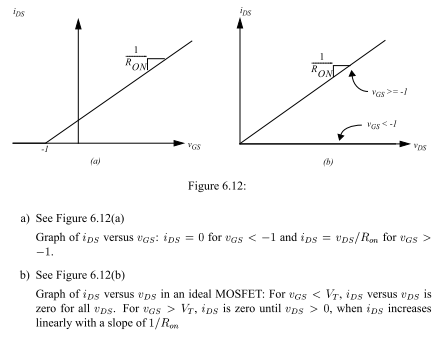 i_DS
i_DS
1
R_ON
1
R_ON
v_GS >= -1
v_GS < -1
-1
v_GS
v_DS
(a)
(b)
Figure 6.12:
a) See Figure 6.12(a)
Graph of i_DS versus v_GS: i_DS = 0 for v_GS < −1 and i_DS = v_DS/R_on for v_GS >
−1.
b) See Figure 6.12(b)
Graph of i_DS versus v_DS in an ideal MOSFET: For v_GS < V_T, i_DS versus v_DS is
zero for all v_DS. For v_GS > V_T, i_DS is zero until v_DS > 0, when i_DS increases
linearly with a slope of 1/R_on